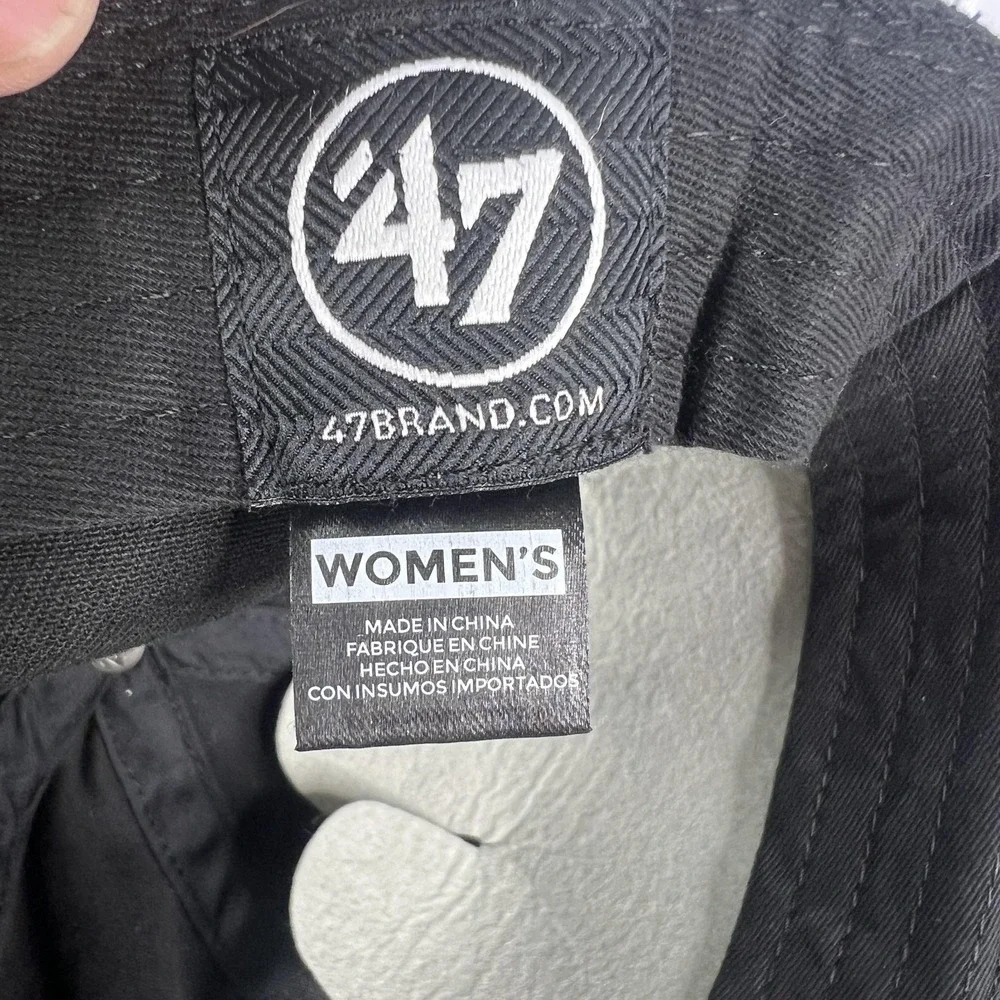 '47
47BRAND.COM
WOMEN'S
MADE IN CHINA
FABRIQUE EN CHINE
HECHO EN CHINA
CON INSUMOS IMPORTADOS